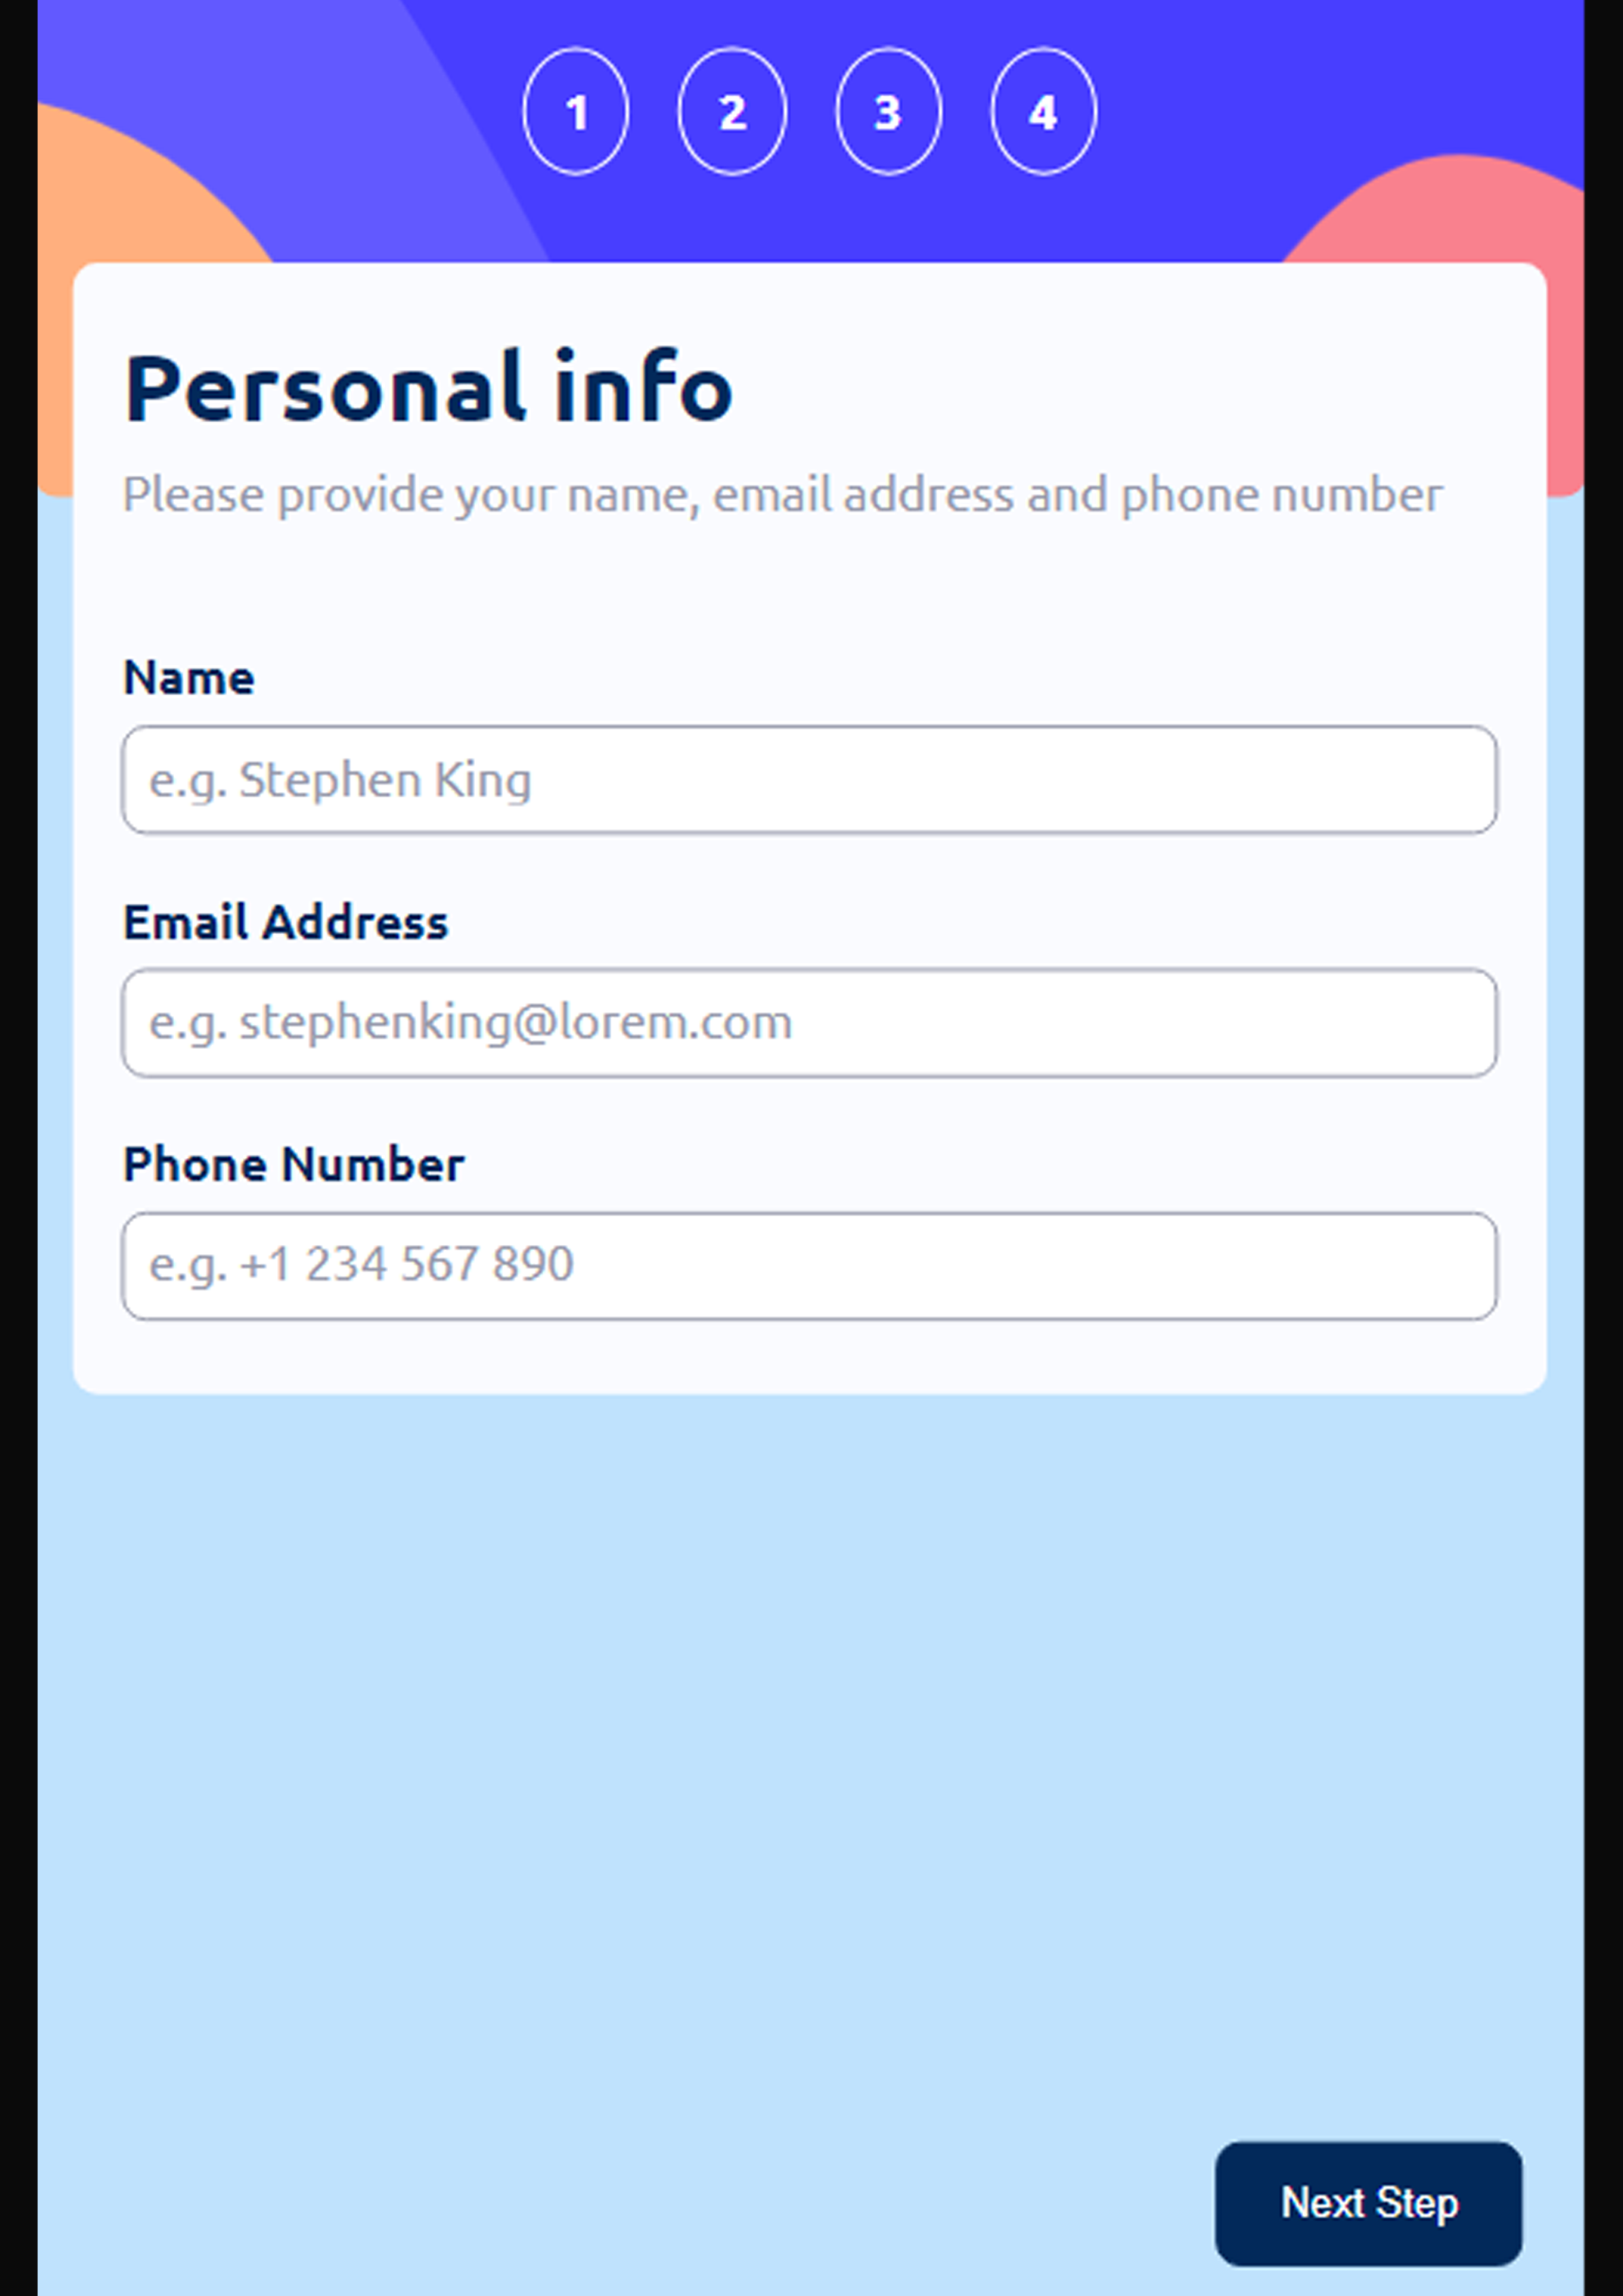 1 2 3 4
Personal info
Please provide your name, email address and phone number
Name
e.g. Stephen King
Email Address
e.g. stephenking@lorem.com
Phone Number
e.g. +1 234 567 890
Next Step